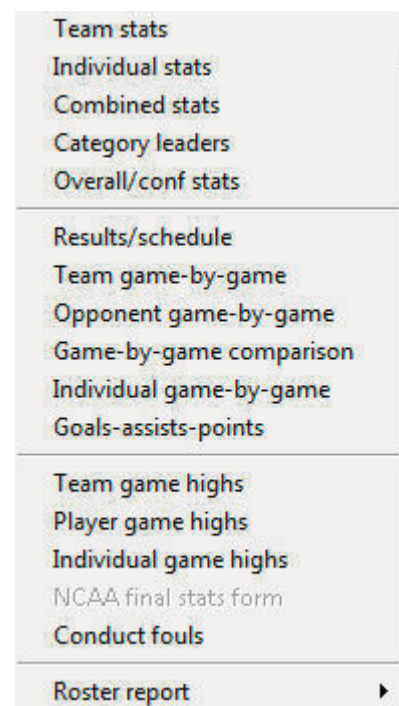 Team stats
Individual stats
Combined stats
Category leaders
Overall/conf stats
Results/schedule
Team game-by-game
Opponent game-by-game
Game-by-game comparison
Individual game-by-game
Goals-assists-points
Team game highs
Player game highs
Individual game highs
NCAA final stats form
Conduct fouls
Roster report